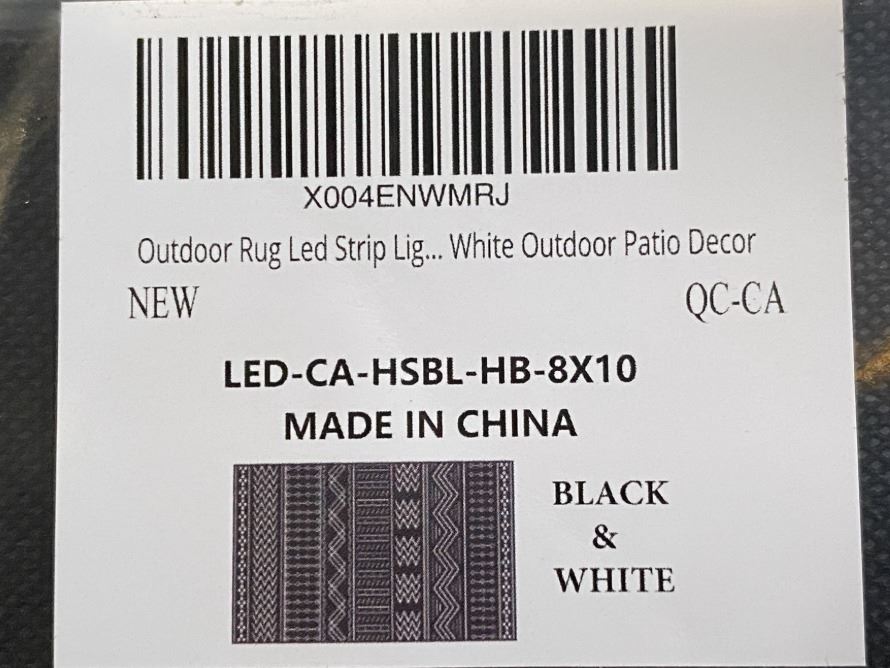 X004ENWMRJ
Outdoor Rug Led Strip Lig... White Outdoor Patio Decor
NEW QC-CA
LED-CA-HSBL-HB-8X10
MADE IN CHINA
BLACK
&
WHITE